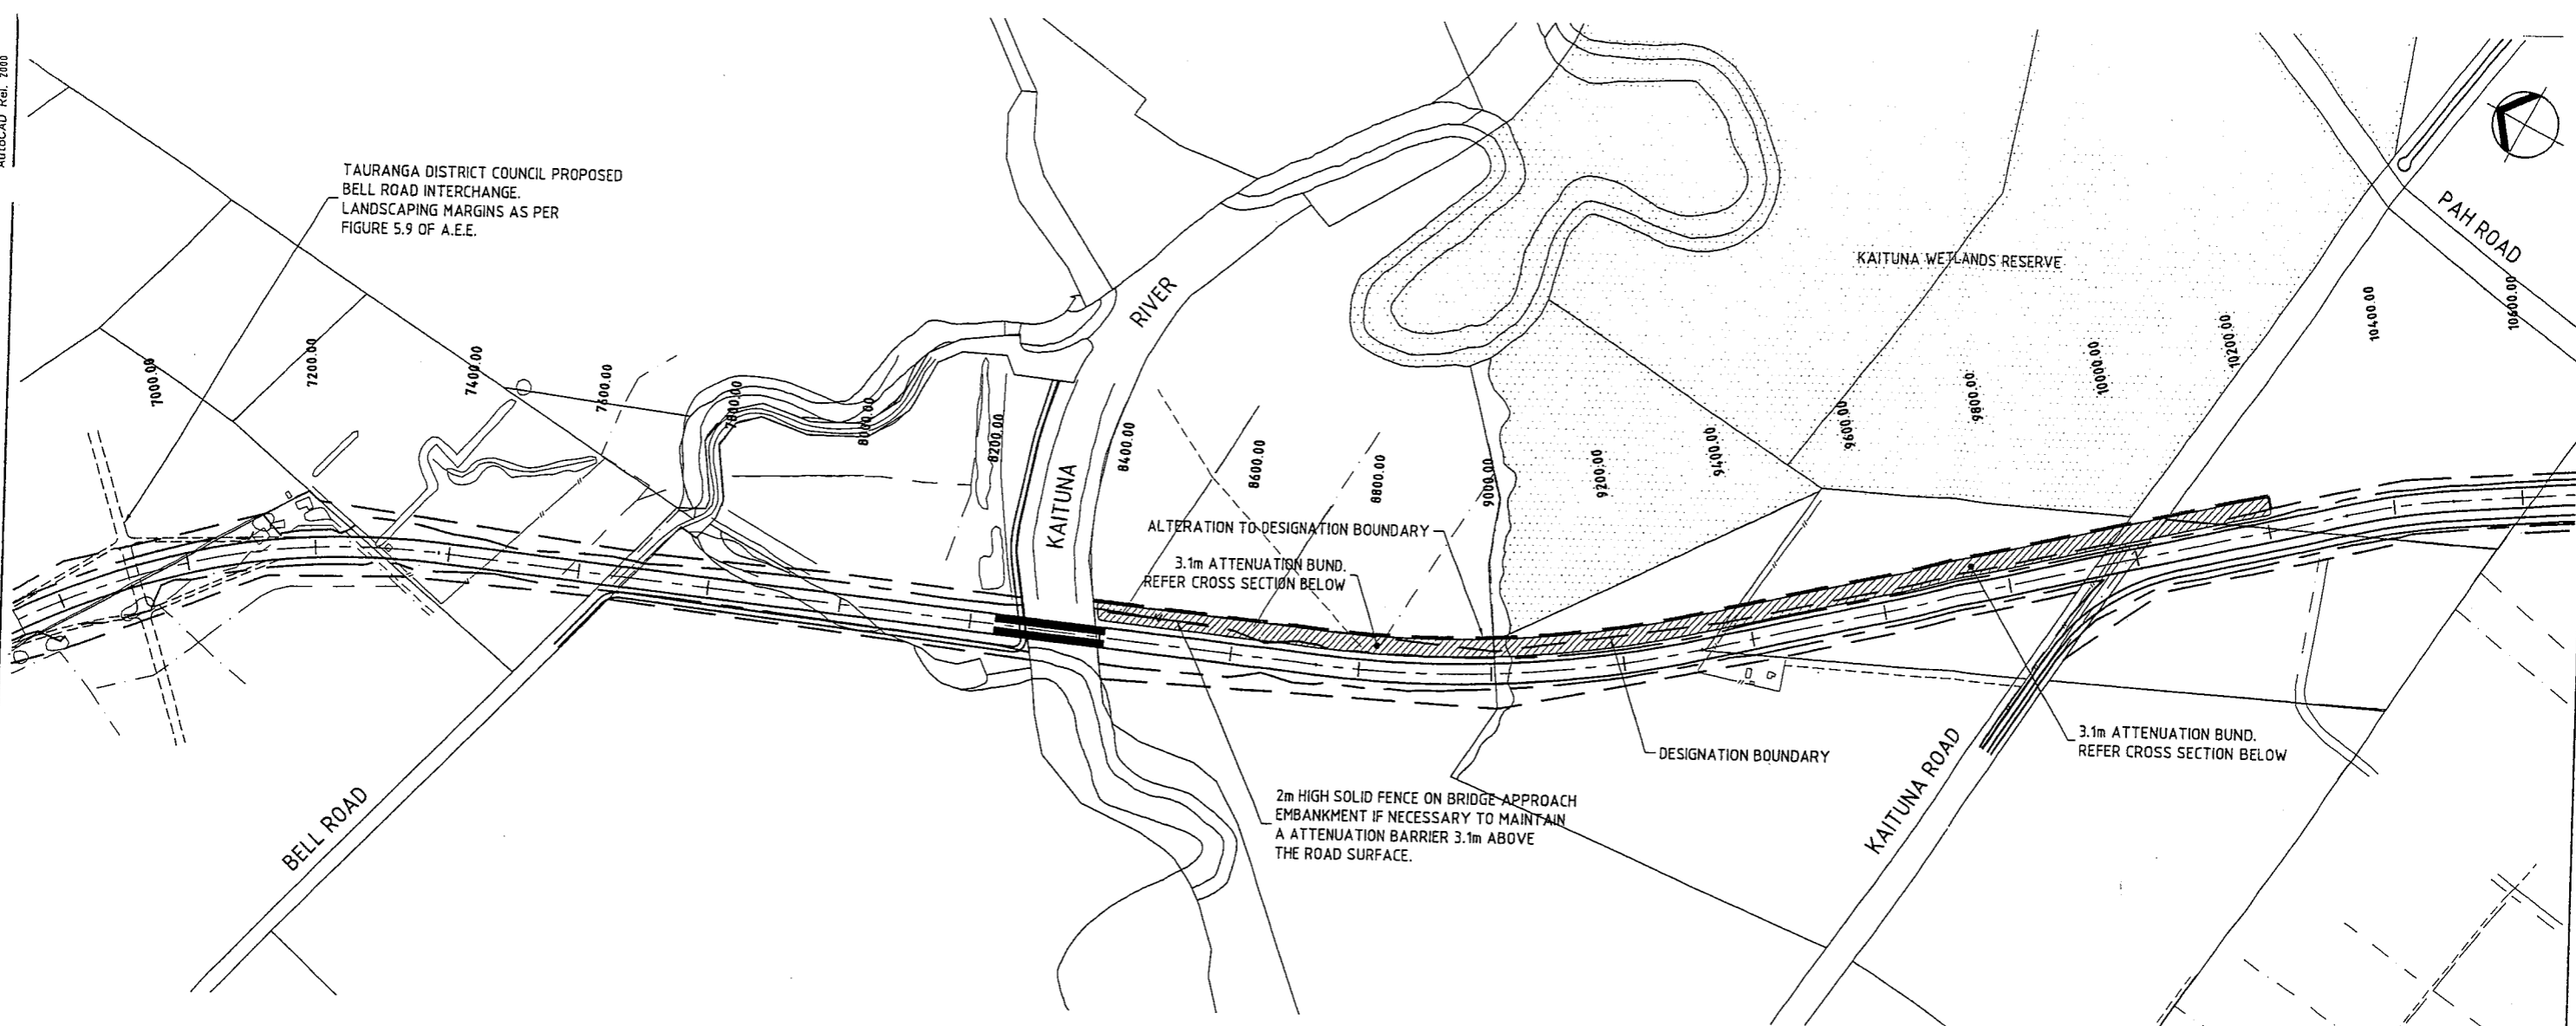 AutoCAD Rel. 2000
TAURANGA DISTRICT COUNCIL PROPOSED
BELL ROAD INTERCHANGE.
LANDSCAPING MARGINS AS PER
FIGURE 5.9 OF A.E.E.
PAH ROAD
KAITUNA WETLANDS RESERVE
RIVER
KAITUNA
7000.00
7200.00
7400.00
7600.00
7800.00
8000.00
8200.00
8400.00
8600.00
8800.00
9000.00
9200.00
9400.00
9600.00
9800.00
10000.00
10200.00
10400.00
10600.00
ALTERATION TO DESIGNATION BOUNDARY
3.1m ATTENUATION BUND.
REFER CROSS SECTION BELOW
DESIGNATION BOUNDARY
3.1m ATTENUATION BUND.
REFER CROSS SECTION BELOW
2m HIGH SOLID FENCE ON BRIDGE APPROACH
EMBANKMENT IF NECESSARY TO MAINTAIN
A ATTENUATION BARRIER 3.1m ABOVE
THE ROAD SURFACE.
BELL ROAD
KAITUNA ROAD